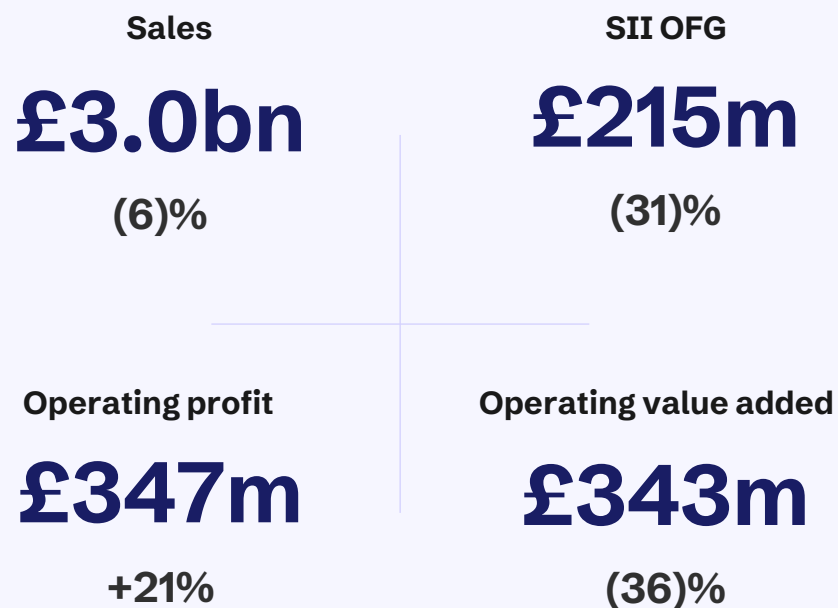 Sales
£3.0bn
(6)%
SII OFG
£215m
(31)%
Operating profit
£347m
+21%
Operating value added
£343m
(36)%